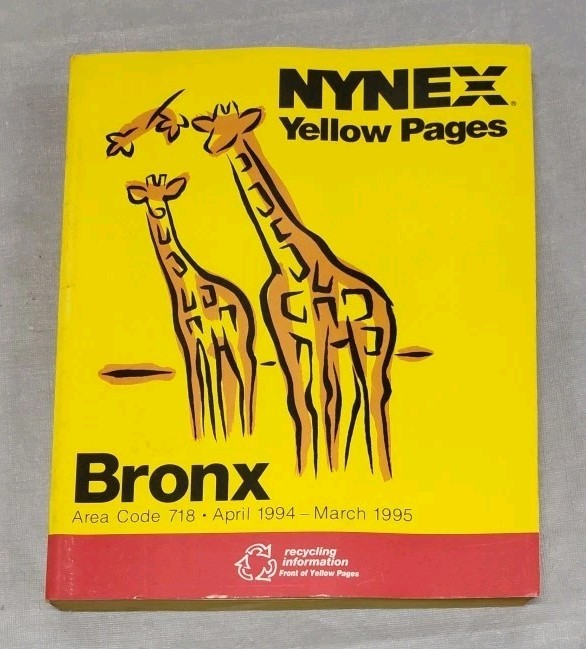 NYNEX®
Yellow Pages
Bronx
Area Code 718 • April 1994 – March 1995
recycling
information
Front of Yellow Pages